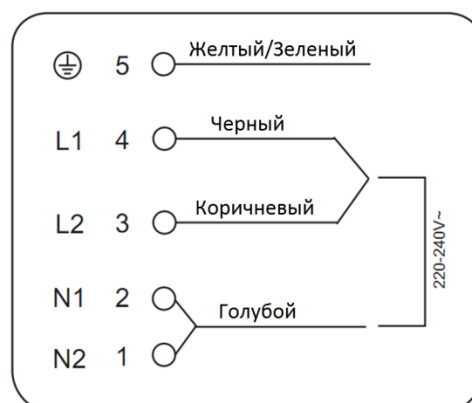 5 Желтый/Зеленый
L1 4 Черный
L2 3 Коричневый
220-240V~
N1 2
Голубой
N2 1